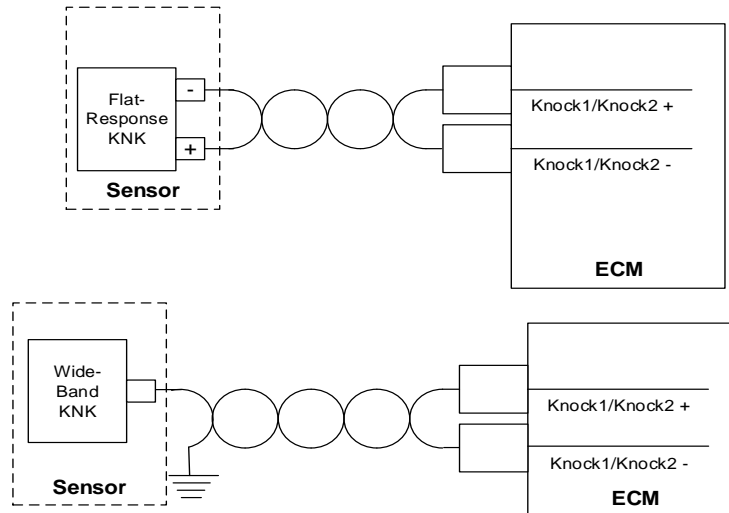 Flat-
Response
KNK
-
+
Sensor
Knock1/Knock2 +
Knock1/Knock2 -
ECM
Wide-
Band
KNK
Sensor
Knock1/Knock2 +
Knock1/Knock2 -
ECM